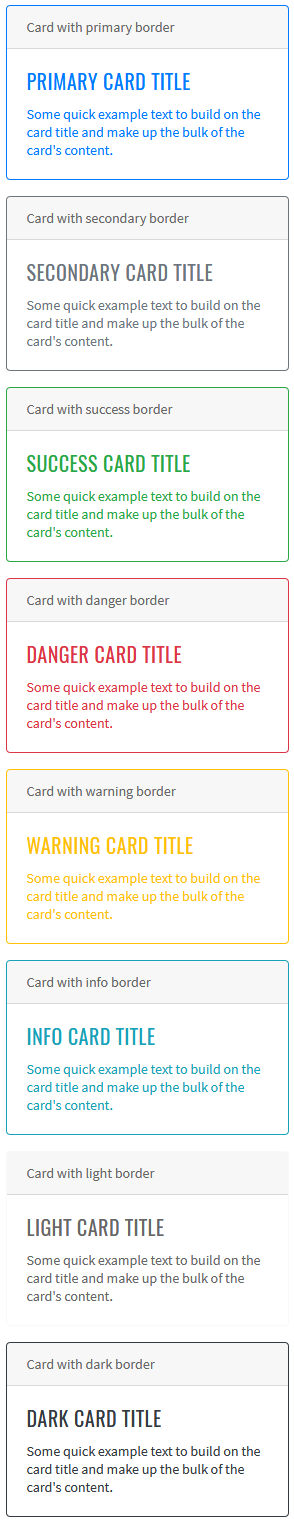 Card with primary border
PRIMARY CARD TITLE
Some quick example text to build on the
card title and make up the bulk of the
card's content.
Card with secondary border
SECONDARY CARD TITLE
Some quick example text to build on the
card title and make up the bulk of the
card's content.
Card with success border
SUCCESS CARD TITLE
Some quick example text to build on the
card title and make up the bulk of the
card's content.
Card with danger border
DANGER CARD TITLE
Some quick example text to build on the
card title and make up the bulk of the
card's content.
Card with warning border
WARNING CARD TITLE
Some quick example text to build on the
card title and make up the bulk of the
card's content.
Card with info border
INFO CARD TITLE
Some quick example text to build on the
card title and make up the bulk of the
card's content.
Card with light border
LIGHT CARD TITLE
Some quick example text to build on the
card title and make up the bulk of the
card's content.
Card with dark border
DARK CARD TITLE
Some quick example text to build on the
card title and make up the bulk of the
card's content.